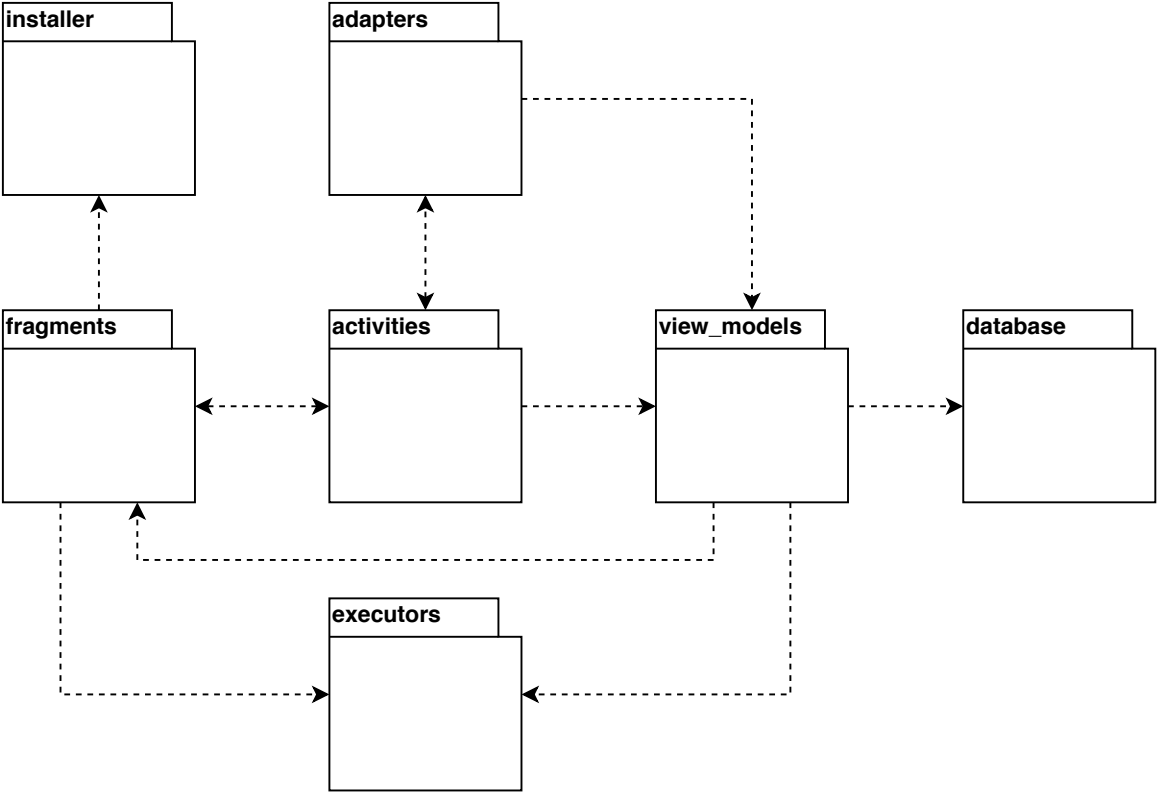 installer
adapters
fragments
activities
view_models
database
executors